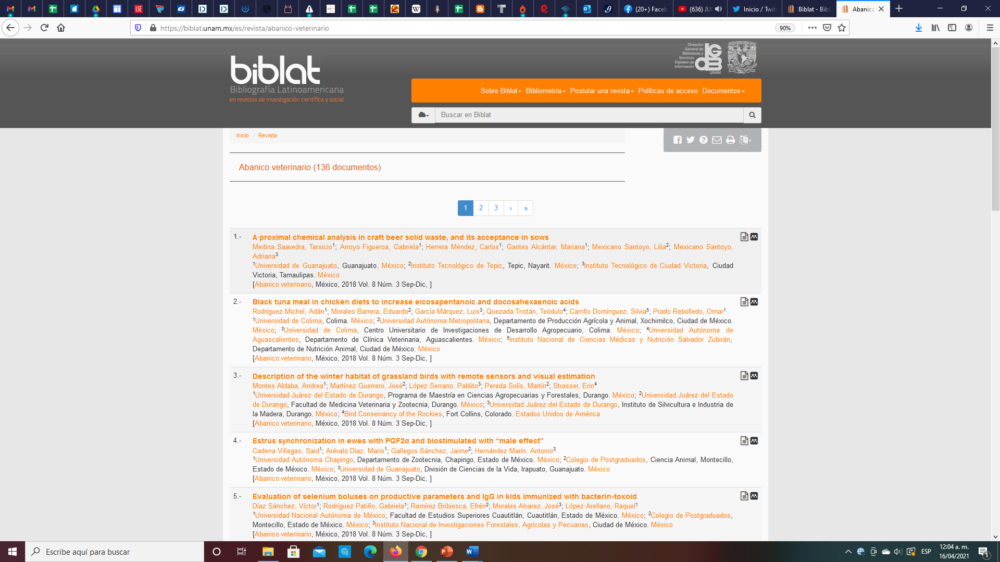 (20+) Faceb
(636) JUC
Inicio / Twit
Biblat - Bibl
Abanico
https://biblat.unam.mx/es/revista/abanico-veterinario
90%
biblat
Bibliografía Latinoamericana
en revistas de investigación científica y social
Dirección
General de
Bibliotecas y
Servicios
Digitales de
Información
UNAM
Sobre Biblat Bibliometría Postular una revista Políticas de acceso Documentos
Buscar en Biblat
Inicio / Revista
Abanico veterinario (136 documentos)
1 2 3 › »
1.- A proximal chemical analysis in craft beer solid waste, and its acceptance in sows
Medina Saavedra, Tarsicio1; Arroyo Figueroa, Gabriela1; Herrera Méndez, Carlos1; Gantes Alcántar, Mariana1; Mexicano Santoyo, Lilia2; Mexicano Santoyo,
Adriana3
1Universidad de Guanajuato, Guanajuato. México; 2Instituto Tecnológico de Tepic, Tepic, Nayarit. México; 3Instituto Tecnológico de Ciudad Victoria, Ciudad
Victoria, Tamaulipas. México
[Abanico veterinario, México, 2018 Vol. 8 Núm. 3 Sep-Dic, ]
2.- Black tuna meal in chicken diets to increase eicosapentanoic and docosahexaenoic acids
Rodríguez Michel, Adán1; Morales Barrera, Eduardo2; García Márquez, Luis3; Quezada Tristán, Teódulo4; Carrillo Domínguez, Silvia5; Prado Rebolledo, Omar1
1Universidad de Colima, Colima. México; 2Universidad Autónoma Metropolitana, Departamento de Producción Agrícola y Animal, Xochimilco, Ciudad de México.
México; 3Universidad de Colima, Centro Universitario de Investigaciones de Desarrollo Agropecuario, Colima. México; 4Universidad Autónoma de
Aguascalientes, Departamento de Clínica Veterinaria, Aguascalientes. México; 5Instituto Nacional de Ciencias Médicas y Nutrición Salvador Zubirán,
Departamento de Nutrición Animal, Ciudad de México. México
[Abanico veterinario, México, 2018 Vol. 8 Núm. 3 Sep-Dic, ]
3.- Description of the winter habitat of grassland birds with remote sensors and visual estimation
Montes Aldaba, Andrea1; Martínez Guerrero, José2; López Serrano, Pablito3; Pereda Solís, Martín2; Strasser, Erin4
1Universidad Juárez del Estado de Durango, Programa de Maestría en Ciencias Agropecuarias y Forestales, Durango. México; 2Universidad Juárez del Estado
de Durango, Facultad de Medicina Veterinaria y Zootecnia, Durango. México; 3Universidad Juárez del Estado de Durango, Instituto de Silvicultura e Industria de
la Madera, Durango. México; 4Bird Conservancy of the Rockies, Fort Collins, Colorado. Estados Unidos de América
[Abanico veterinario, México, 2018 Vol. 8 Núm. 3 Sep-Dic, ]
4.- Estrus synchronization in ewes with PGF2α and biostimulated with “male effect”
Cadena Villegas, Said1; Arévalo Díaz, Mario1; Gallegos Sánchez, Jaime2; Hernández Marín, Antonio3
1Universidad Autónoma Chapingo, Departamento de Zootecnia, Chapingo, Estado de México. México; 2Colegio de Postgraduados, Ciencia Animal, Montecillo,
Estado de México. México; 3Universidad de Guanajuato, División de Ciencias de la Vida, Irapuato, Guanajuato. México
[Abanico veterinario, México, 2018 Vol. 8 Núm. 3 Sep-Dic, ]
5.- Evaluation of selenium boluses on productive parameters and IgG in kids immunized with bacterin-toxoid
Díaz Sánchez, Víctor1; Rodríguez Patiño, Gabriela1; Ramírez Bribiesca, Efrén2; Morales Alvarez, José3; López Arellano, Raquel1
1Universidad Nacional Autónoma de México, Facultad de Estudios Superiores Cuautitlán, Cuautitlán, Estado de México. México; 2Colegio de Postgraduados,
Montecillo, Estado de México. México; 3Instituto Nacional de Investigaciones Forestales, Agrícolas y Pecuarias, Ciudad de México. México
[Abanico veterinario, México, 2018 Vol. 8 Núm. 3 Sep-Dic, ]
Escribe aquí para buscar
ESP
12:04 a. m.
16/04/2021
1